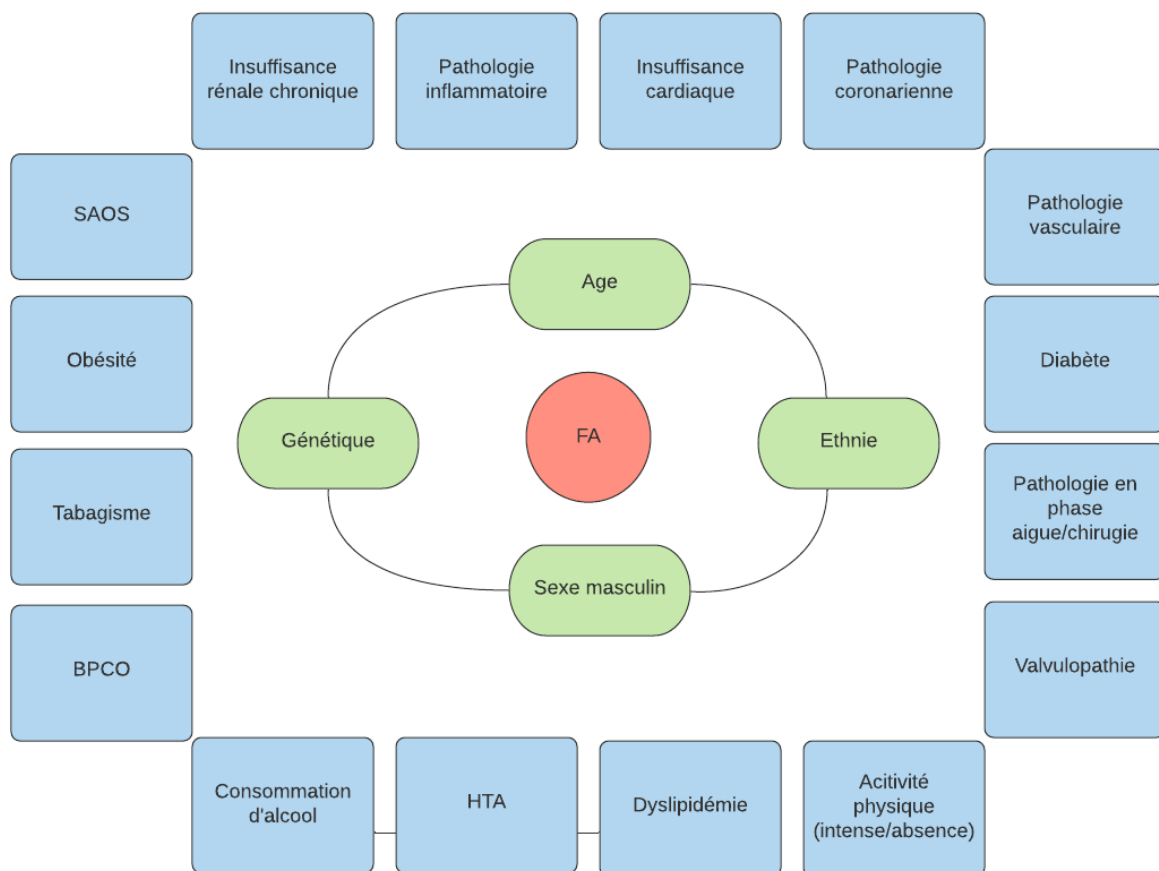 Insuffisance
rénale chronique
Pathologie
inflammatoire
Insuffisance
cardiaque
Pathologie
coronarienne
SAOS
Pathologie
vasculaire
Age
Obésité
Diabète
Génétique
FA
Ethnie
Tabagisme
Pathologie en
phase
aigue/chirugie
Sexe masculin
BPCO
Valvulopathie
Consommation
d'alcool
HTA
Dyslipidémie
Acitivité
physique
(intense/absence)